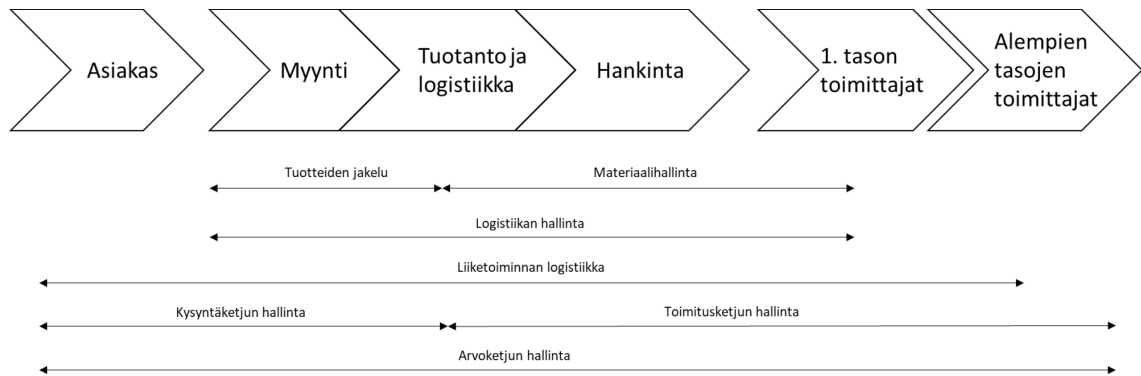 Asiakas
Myynti
Tuotanto ja
logistiikka
Hankinta
1. tason
toimittajat
Alempien
tasojen
toimittajat
Tuotteiden jakelu
Materiaalihallinta
Logistiikan hallinta
Liiketoiminnan logistiikka
Kysyntäketjun hallinta
Toimitusketjun hallinta
Arvoketjun hallinta